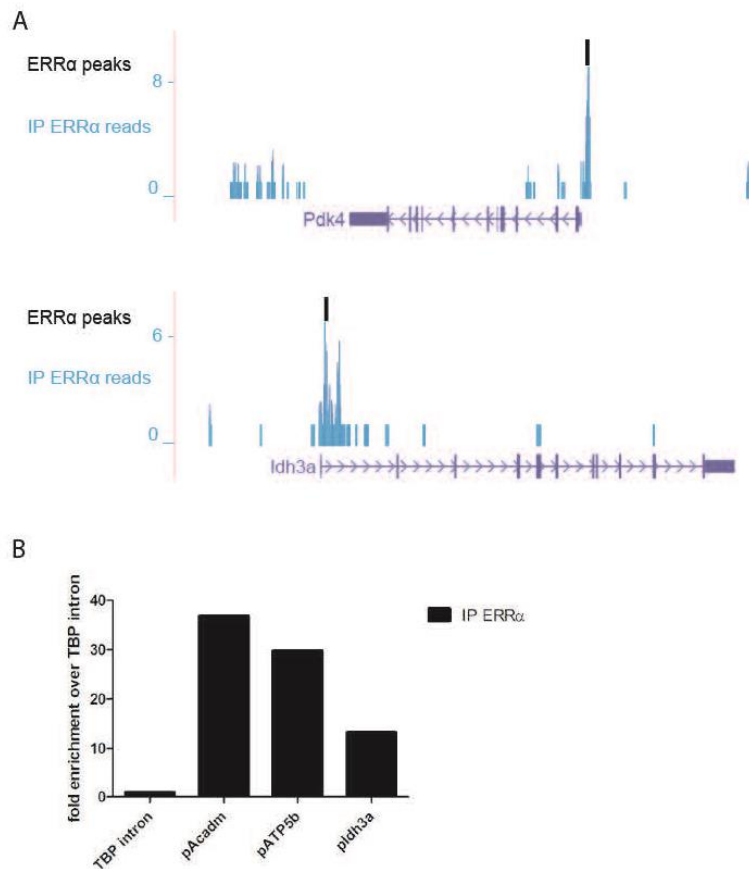 A
ERRα peaks
8
IP ERRα reads
0
Pdk4
ERRα peaks
6
IP ERRα reads
0
Idh3a
B
fold enrichment over TBP intron
40
30
20
10
0
TBP intron
pAcadm
pATP5b
pIdh3a
IP ERRα